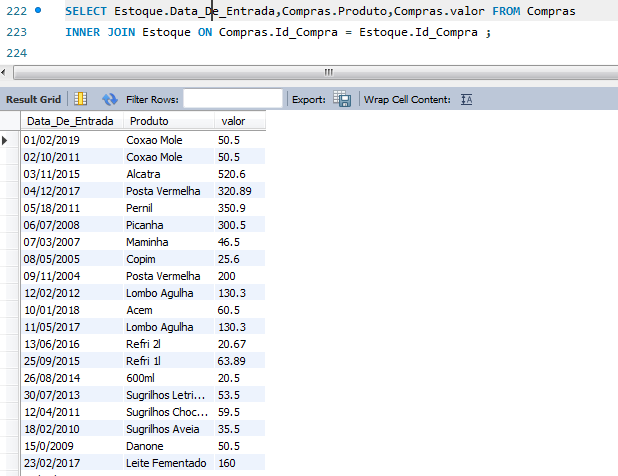 222 SELECT Estoque.Data_De_Entrada,Compras.Produto,Compras.valor FROM Compras
223 INNER JOIN Estoque ON Compras.Id_Compra = Estoque.Id_Compra ;
224
Result Grid Filter Rows: Export: Wrap Cell Content:
Data_De_Entrada Produto valor
01/02/2019 Coxao Mole 50.5
02/10/2011 Coxao Mole 50.5
03/11/2015 Alcatra 520.6
04/12/2017 Posta Vermelha 320.89
05/18/2011 Pernil 350.9
06/07/2008 Picanha 300.5
07/03/2007 Maminha 46.5
08/05/2005 Copim 25.6
09/11/2004 Posta Vermelha 200
12/02/2012 Lombo Agulha 130.3
10/01/2018 Acem 60.5
11/05/2017 Lombo Agulha 130.3
13/06/2016 Refri 2l 20.67
25/09/2015 Refri 1l 63.89
26/08/2014 600ml 20.5
30/07/2013 Sugrilhos Letri... 53.5
12/04/2011 Sugrilhos Choc... 59.5
18/02/2010 Sugrilhos Aveia 35.5
15/0/2009 Danone 50.5
23/02/2017 Leite Fementado 160